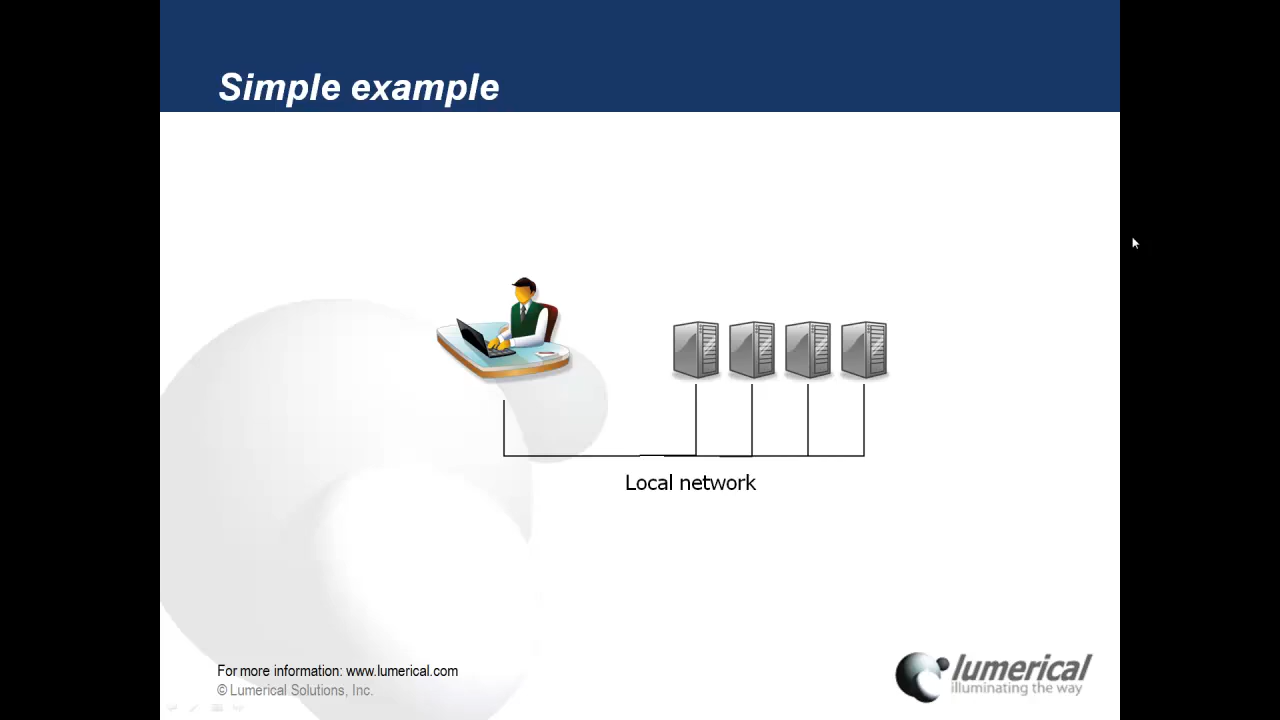 Simple example
Local network
For more information: www.lumerical.com
© Lumerical Solutions, Inc.
lumerical
illuminating the way